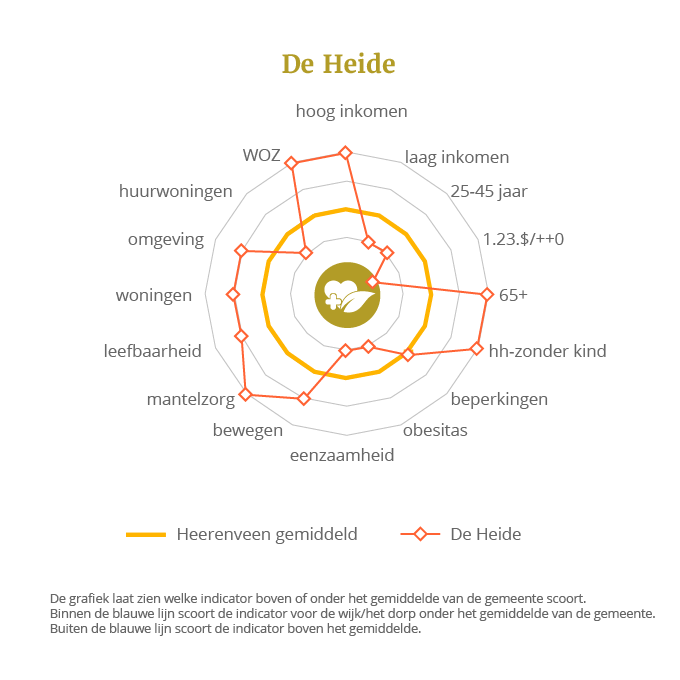 De Heide
hoog inkomen
WOZ
laag inkomen
huurwoningen
25-45 jaar
omgeving
1.23.$/++0
woningen
65+
leefbaarheid
hh-zonder kind
mantelzorg
beperkingen
bewegen
obesitas
eenzaamheid
Heerenveen gemiddeld
De Heide
De grafiek laat zien welke indicator boven of onder het gemiddelde van de gemeente scoort.
Binnen de blauwe lijn scoort de indicator voor de wijk/het dorp onder het gemiddelde van de gemeente.
Buiten de blauwe lijn scoort de indicator boven het gemiddelde.